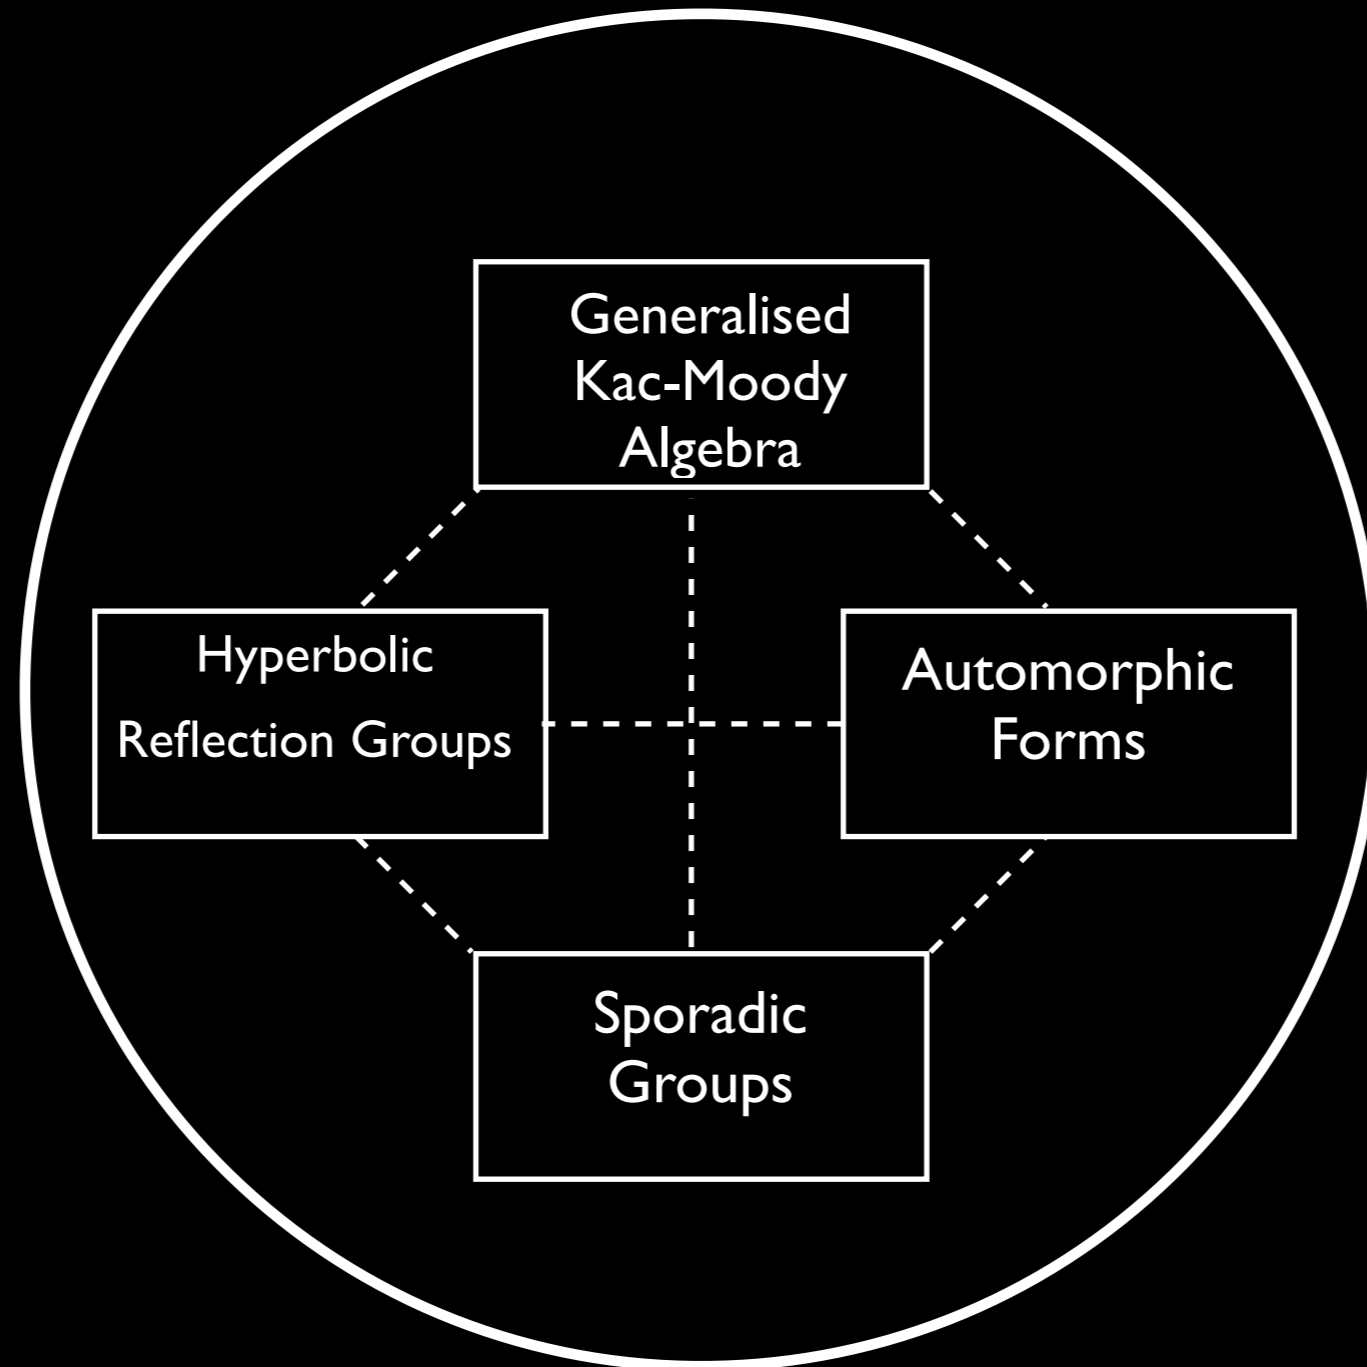 Generalised
Kac-Moody
Algebra
Hyperbolic
Reflection Groups
Automorphic
Forms
Sporadic
Groups